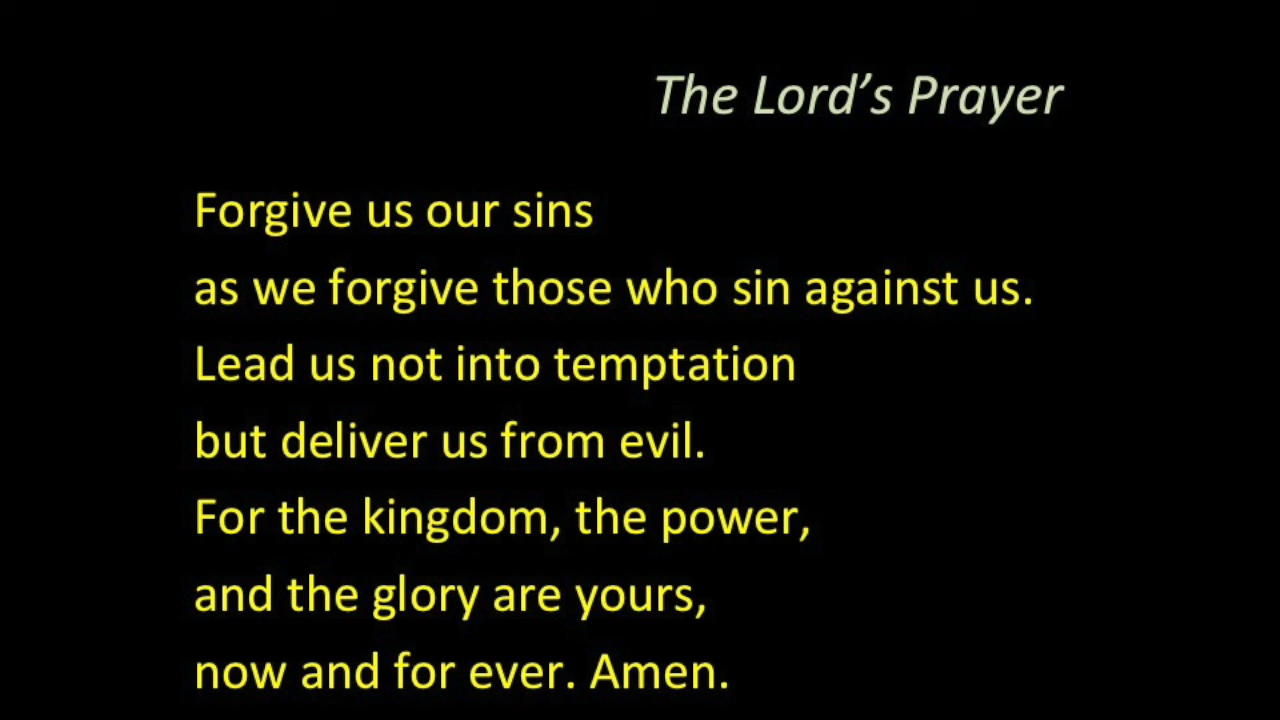 The Lord’s Prayer
Forgive us our sins
as we forgive those who sin against us.
Lead us not into temptation
but deliver us from evil.
For the kingdom, the power,
and the glory are yours,
now and for ever. Amen.